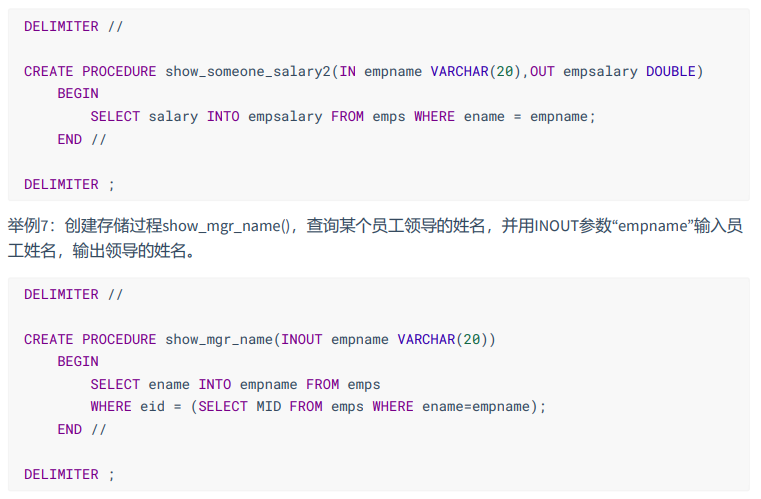 DELIMITER //
CREATE PROCEDURE show_someone_salary2(IN empname VARCHAR(20),OUT empsalary DOUBLE)
BEGIN
SELECT salary INTO empsalary FROM emps WHERE ename = empname;
END //
DELIMITER ;
举例7：创建存储过程show_mgr_name()，查询某个员工领导的姓名，并用INOUT参数“empname”输入员
工姓名，输出领导的姓名。
DELIMITER //
CREATE PROCEDURE show_mgr_name(INOUT empname VARCHAR(20))
BEGIN
SELECT ename INTO empname FROM emps
WHERE eid = (SELECT MID FROM emps WHERE ename=empname);
END //
DELIMITER ;